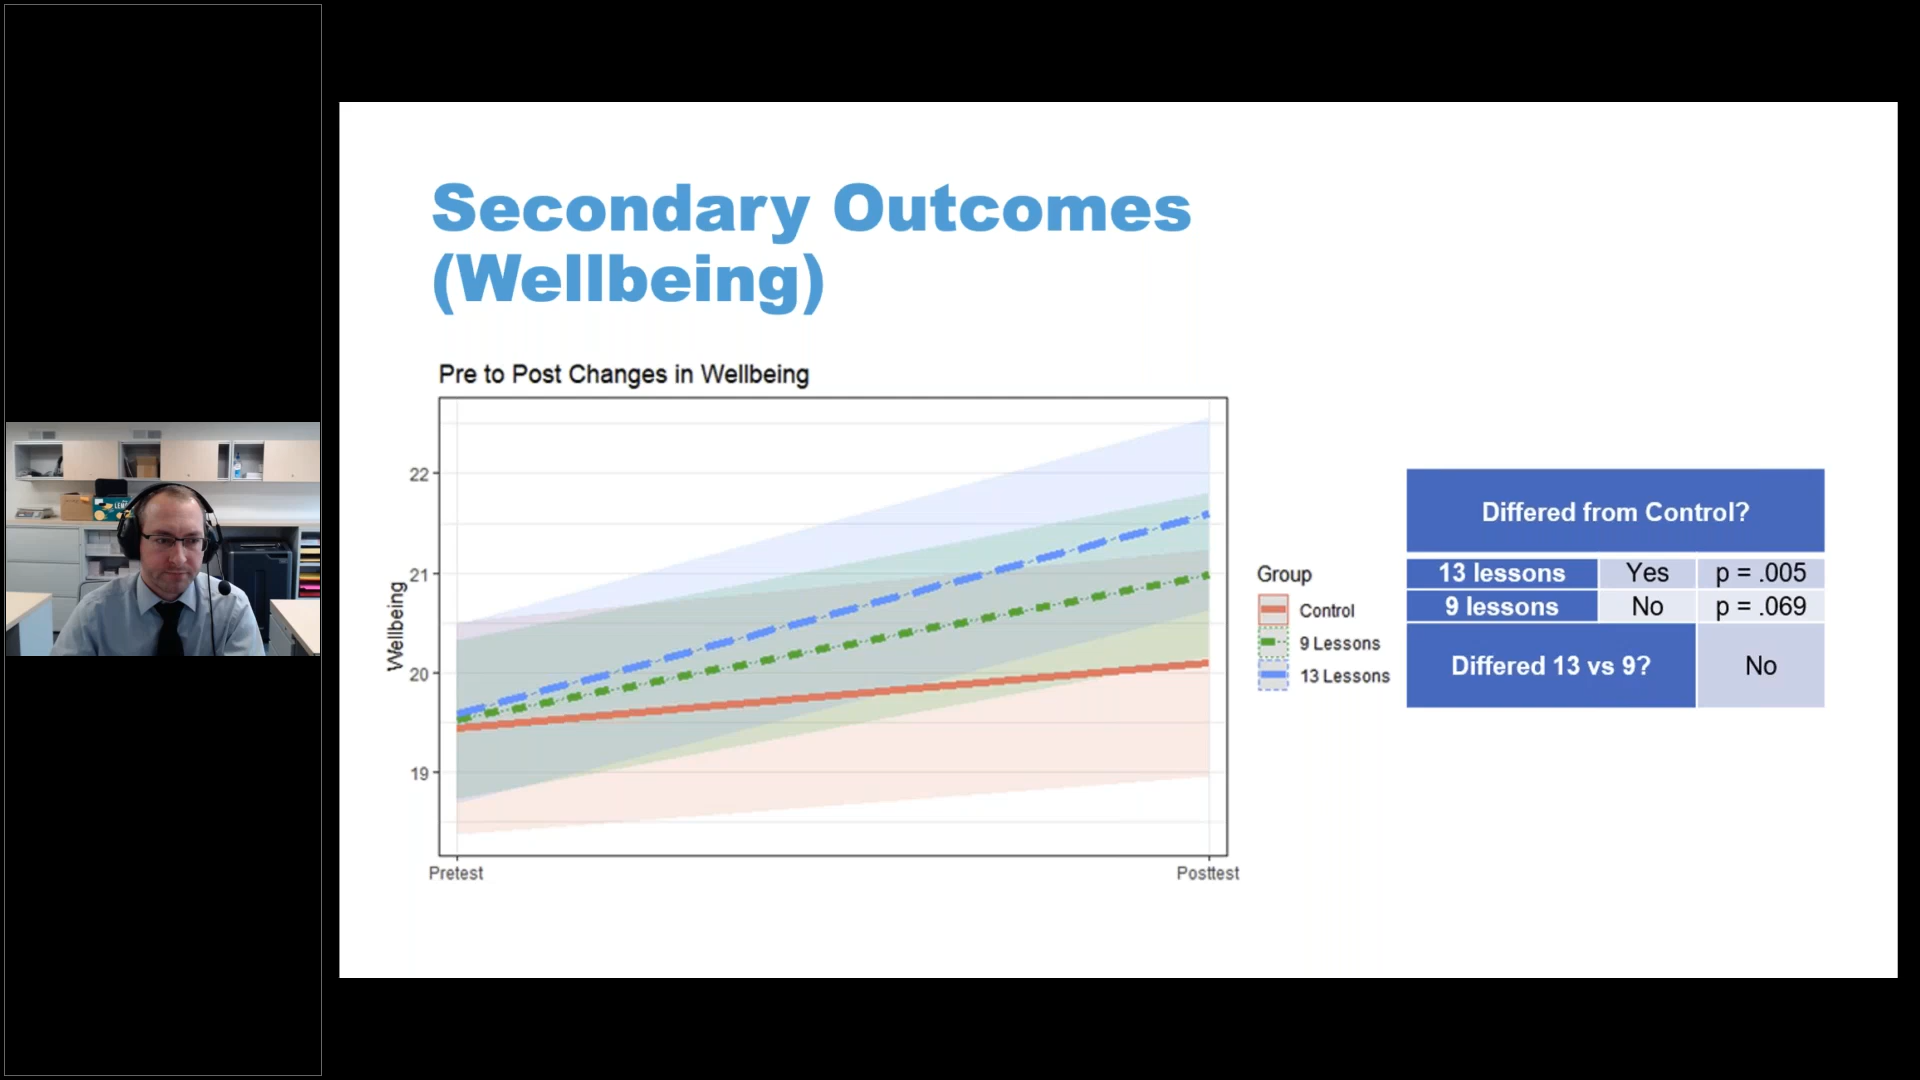 Secondary Outcomes
(Wellbeing)
Pre to Post Changes in Wellbeing
Wellbeing
22
21
20
19
Pretest
Posttest
Group
Control
9 Lessons
13 Lessons
Differed from Control?
13 lessons Yes p = .005
9 lessons No p = .069
Differed 13 vs 9? No